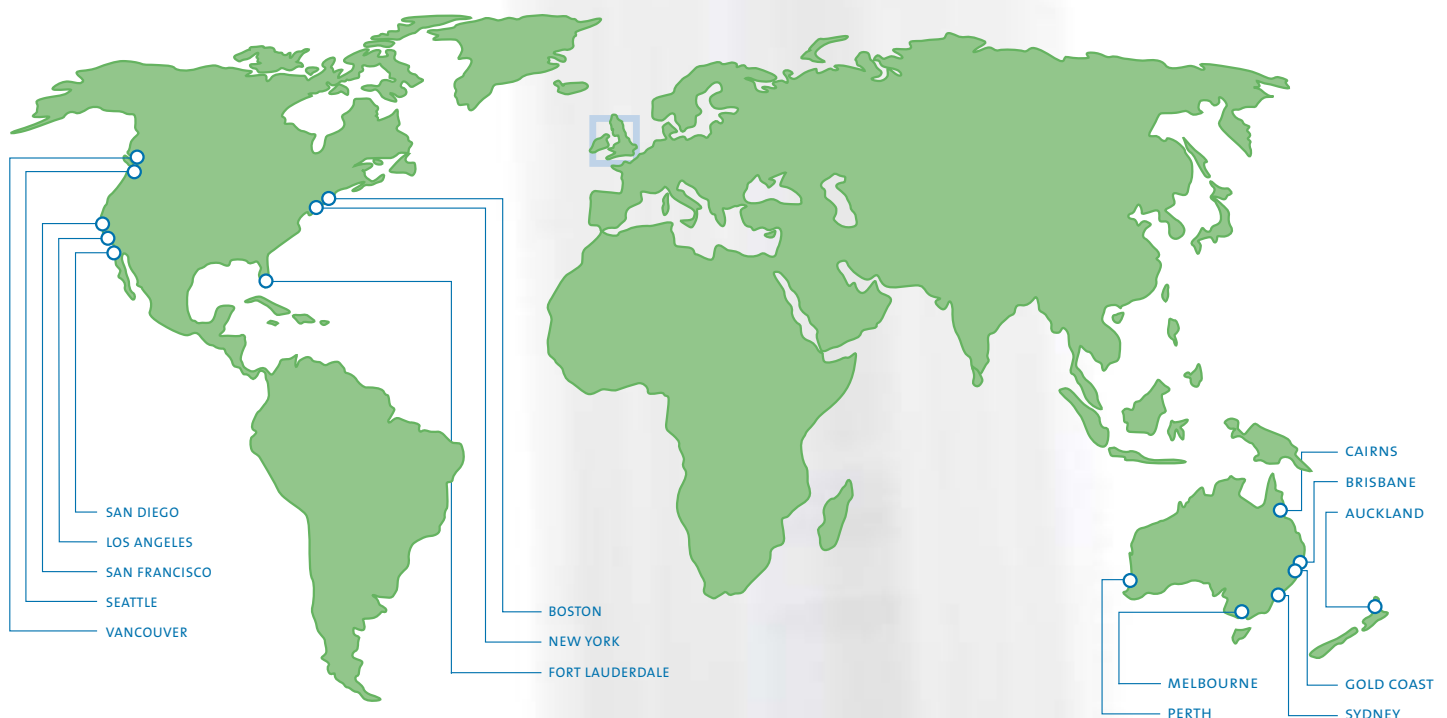 SAN DIEGO
LOS ANGELES
SAN FRANCISCO
SEATTLE
VANCOUVER
BOSTON
NEW YORK
FORT LAUDERDALE
CAIRNS
BRISBANE
AUCKLAND
MELBOURNE
PERTH
GOLD COAST
SYDNEY